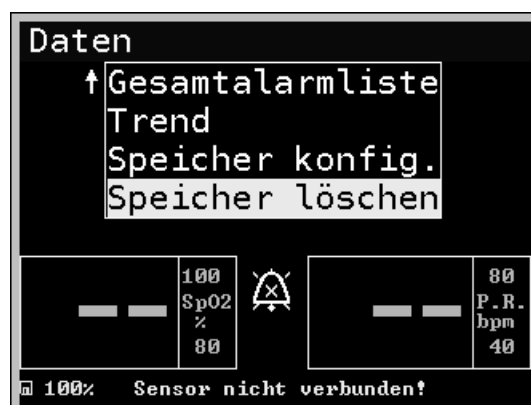 Daten
Gesamtalarmliste
Trend
Speicher konfig.
Speicher löschen
100
SpO2
%
80
80
P.R.
bpm
40
100% Sensor nicht verbunden!